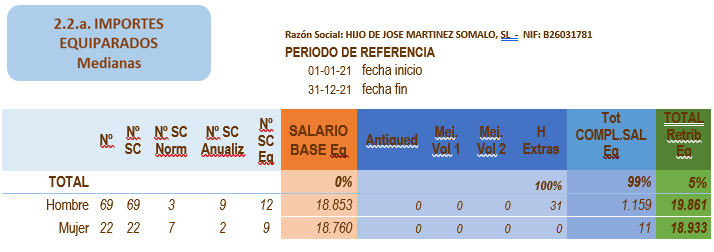 2.2.a. IMPORTES
EQUIPARADOS
Medianas
Razón Social: HIJO DE JOSE MARTINEZ SOMALO, SL - NIF: B26031781
PERIODO DE REFERENCIA
01-01-21 fecha inicio
31-12-21 fecha fin
Nº Nº SC Nº SC Norm Nº SC Anualiz Nº SC Eq SALARIO BASE Eq Antigued Mej. Vol 1 Mej. Vol 2 H Extras Tot COMPL.SAL Eq TOTAL Retrib Eq
TOTAL 0% 100% 99% 5%
Hombre 69 69 3 9 12 18.853 0 0 0 31 1.159 19.861
Mujer 22 22 7 2 9 18.760 0 0 0 0 11 18.933